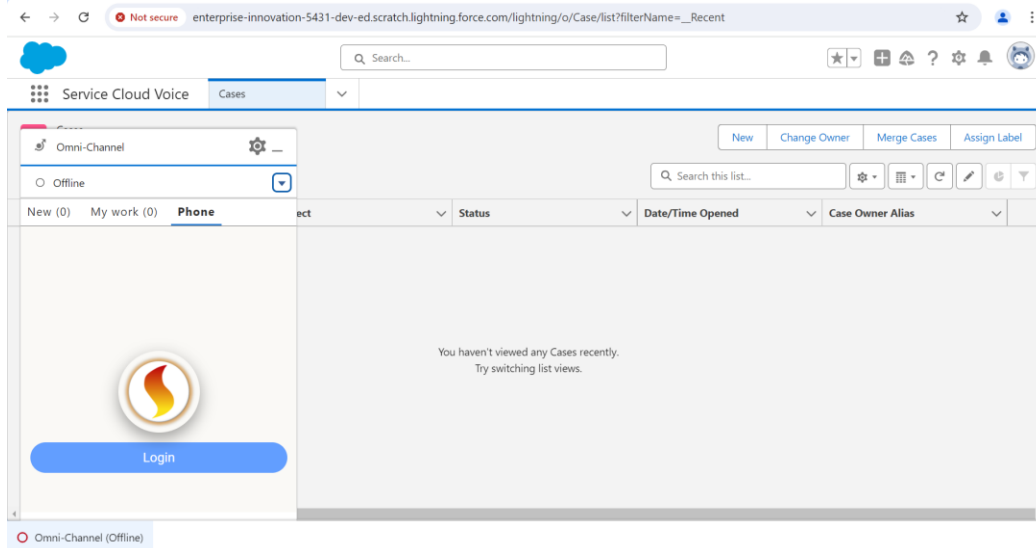 Not secure enterprise-innovation-5431-dev-ed.scratch.lightning.force.com/lightning/o/Case/list?filterName=__Recent
Search...
Service Cloud Voice
Cases
New
Change Owner
Merge Cases
Assign Label
Omni-Channel
Offline
Search this list...
New (0) My work (0) Phone
ect
Status
Date/Time Opened
Case Owner Alias
You haven't viewed any Cases recently.
Try switching list views.
Login
Omni-Channel (Offline)